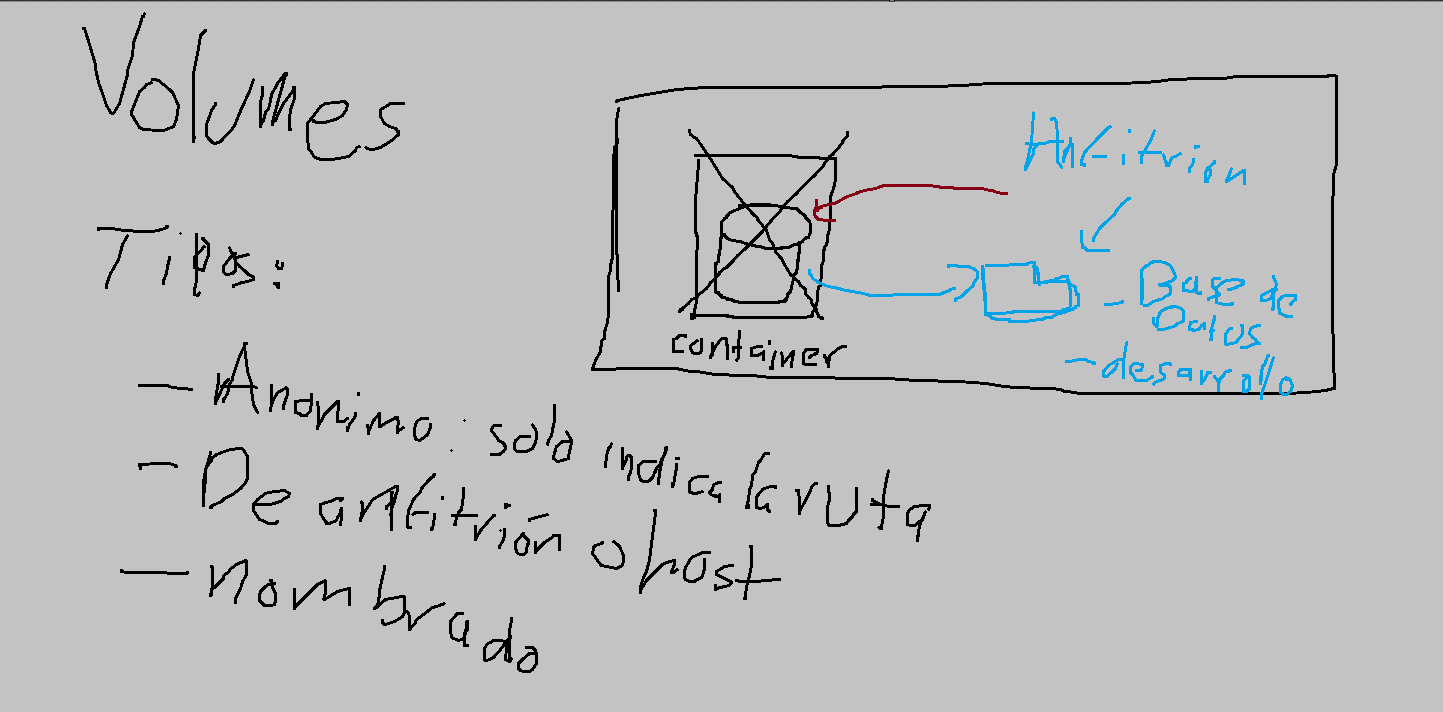 Volumes
Tipos:
- Anonimo: solo indica la ruta
- De anfitrión o host
- nombrado
container
Anfitrion
- Base de
Datos
- desarrollo